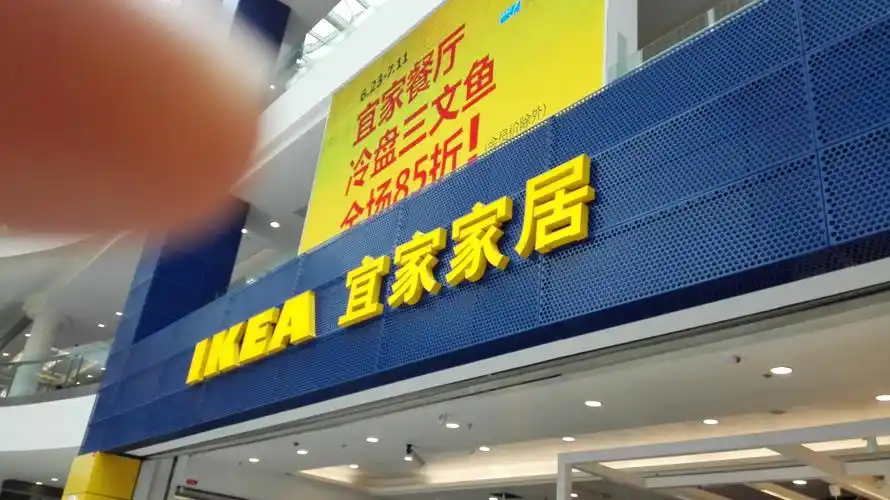 6.23-7.11
宜家餐厅
冷盘三文鱼
全场85折!
IKEA 宜家家居